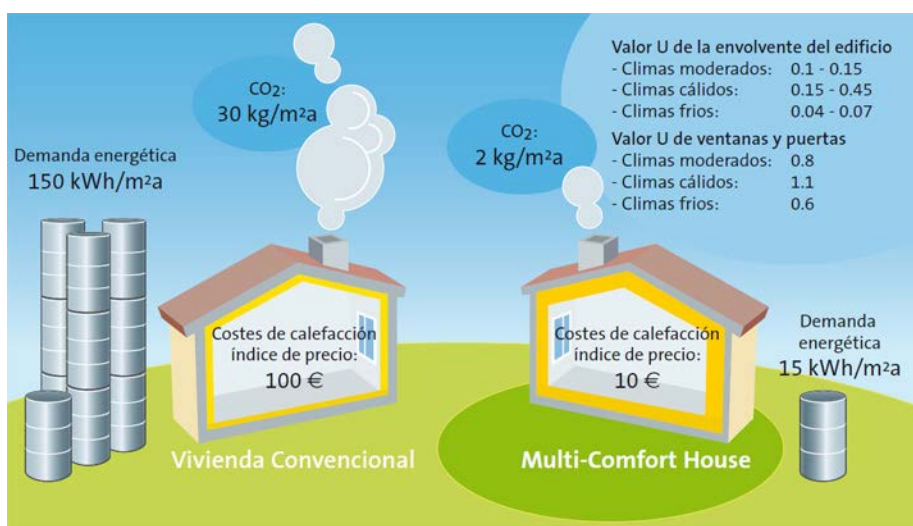 Valor U de la envolvente del edificio
- Climas moderados: 0.1 - 0.15
- Climas cálidos: 0.15 - 0.45
- Climas frios: 0.04 - 0.07
Valor U de ventanas y puertas
- Climas moderados: 0.8
- Climas cálidos: 1.1
- Climas frios: 0.6
CO2:
30 kg/m²a
CO2:
2 kg/m²a
Demanda energética
150 kWh/m²a
Costes de calefacción
índice de precio:
100 €
Costes de calefacción
índice de precio:
10 €
Demanda
energética
15 kWh/m²a
Vivienda Convencional
Multi-Comfort House